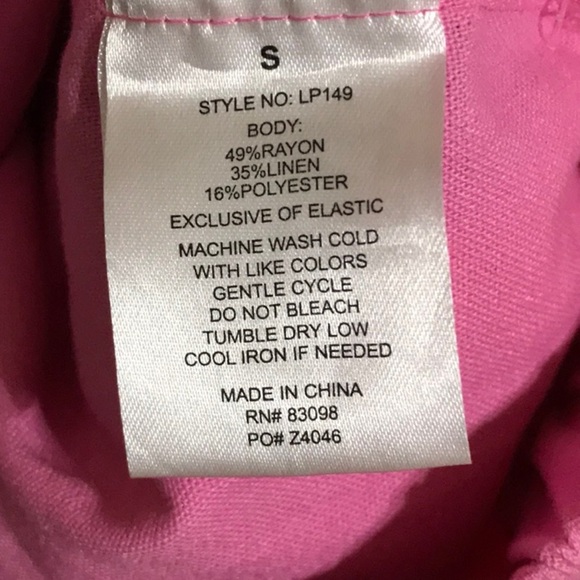 S
STYLE NO: LP149
BODY:
49%RAYON
35%LINEN
16%POLYESTER
EXCLUSIVE OF ELASTIC
MACHINE WASH COLD
WITH LIKE COLORS
GENTLE CYCLE
DO NOT BLEACH
TUMBLE DRY LOW
COOL IRON IF NEEDED
MADE IN CHINA
RN# 83098
PO# Z4046